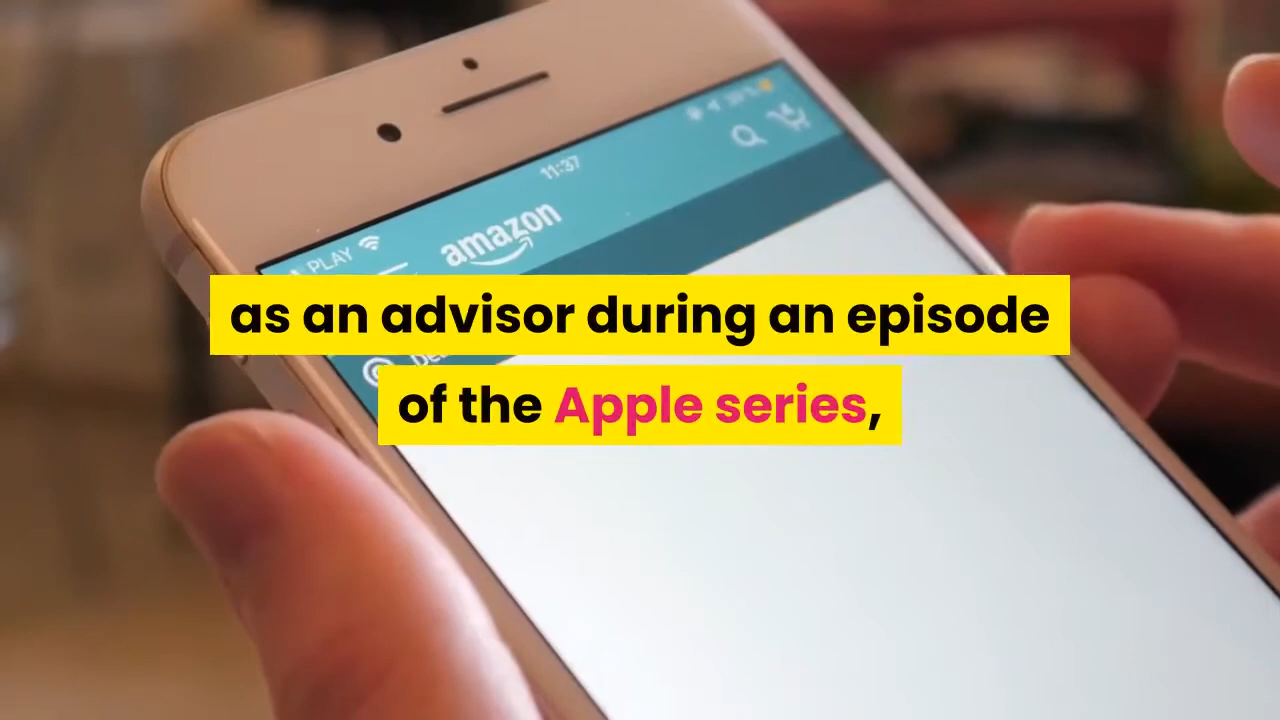 11:37
PLAY
amazon
as an advisor during an episode
of the Apple series,